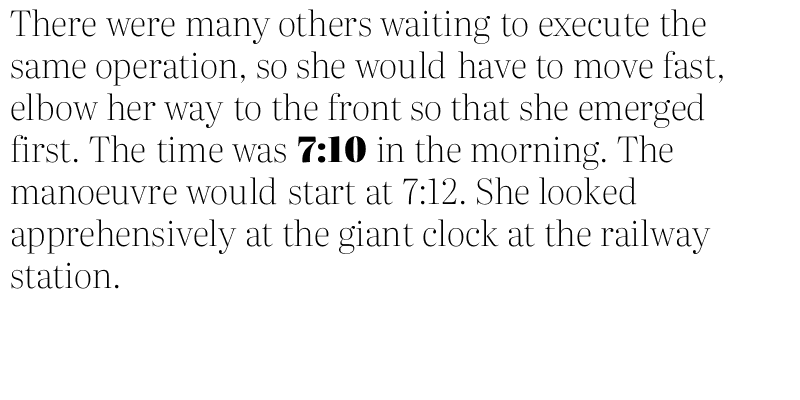 There were many others waiting to execute the
same operation, so she would have to move fast,
elbow her way to the front so that she emerged
first. The time was 7:10 in the morning. The
manoeuvre would start at 7:12. She looked
apprehensively at the giant clock at the railway
station.